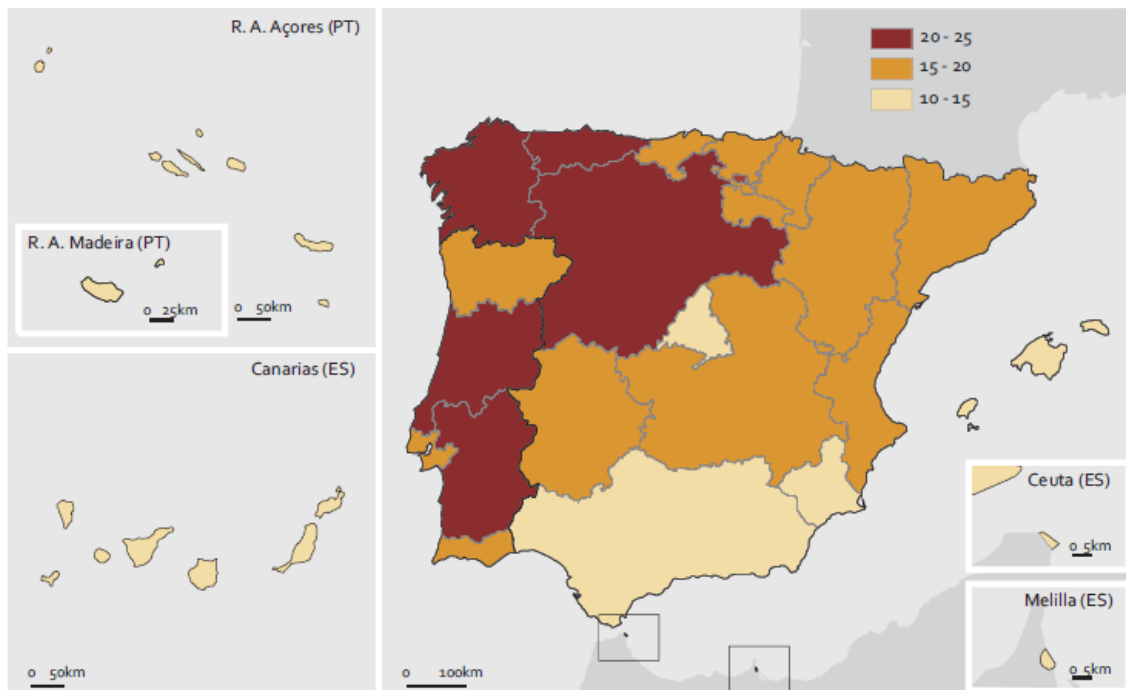 R. A. Açores (PT)
20 - 25
15 - 20
10 - 15
R. A. Madeira (PT)
0 25km
0 50km
Canarias (ES)
Ceuta (ES)
0 5km
Melilla (ES)
0 5km
0 50km
0 100km